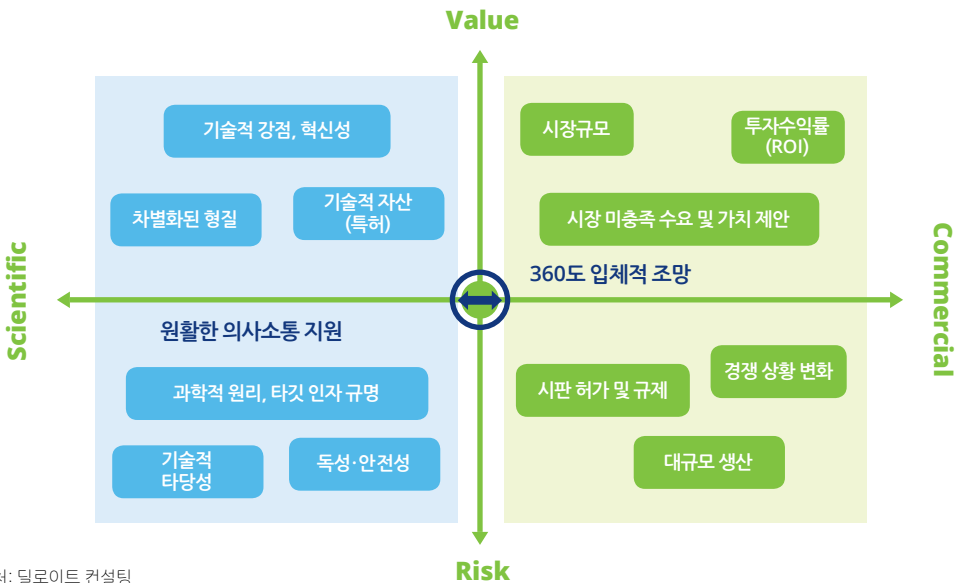 Value
기술적 강점, 혁신성
시장규모
투자수익률
(ROI)
차별화된 형질
기술적 자산
(특허)
시장 미충족 수요 및 가치 제안
360도 입체적 조망
Scientific
Commercial
원활한 의사소통 지원
과학적 원리, 타깃 인자 규명
시판 허가 및 규제
경쟁 상황 변화
기술적
타당성
독성·안전성
대규모 생산
Risk
: 딜로이트 컨설팅